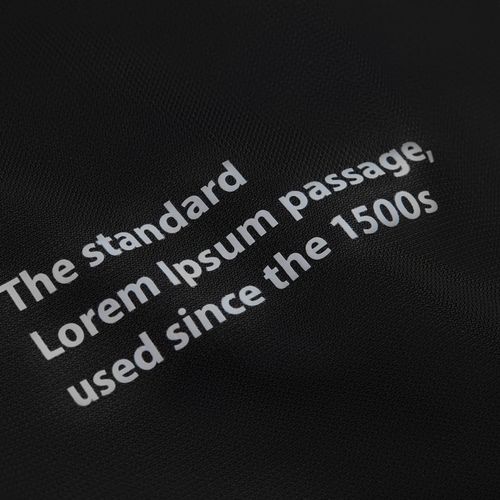 The standard
Lorem Ipsum passage,
used since the 1500s